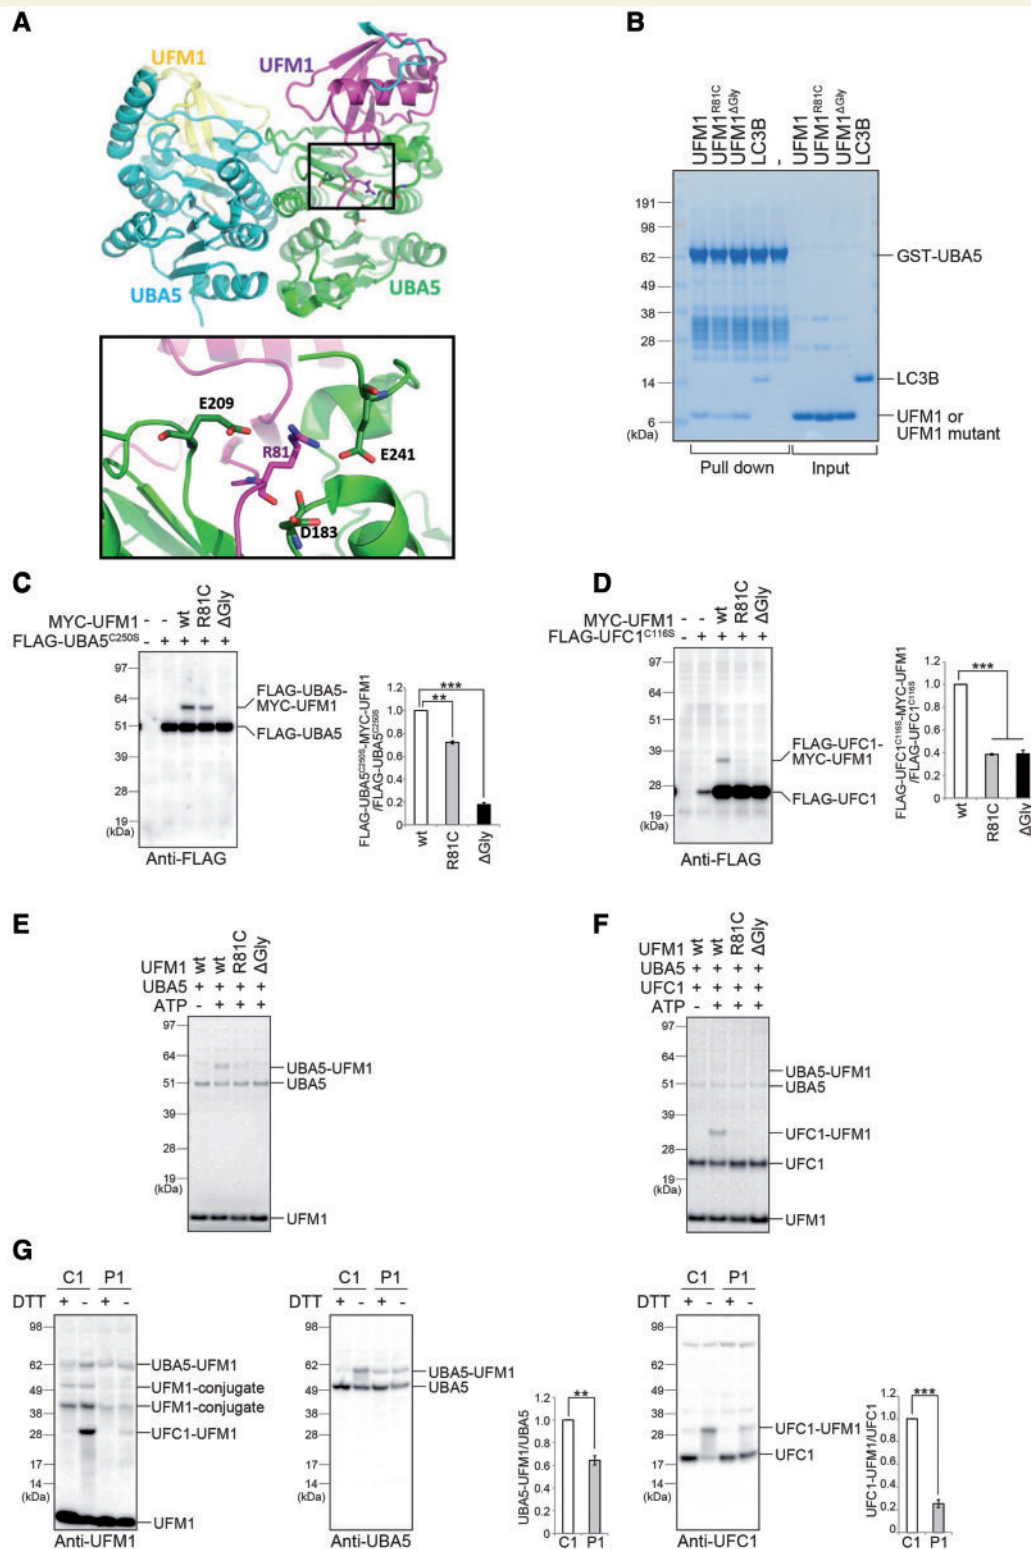 A
UFM1
UFM1
UBA5
UBA5
E209
R81
E241
D183
B
UFM1
UFM1R81C
UFM1ΔGly
LC3B
-
UFM1
UFM1R81C
UFM1ΔGly
LC3B
191
98
62
49
38
28
14
6
(kDa)
GST-UBA5
LC3B
UFM1 or
UFM1 mutant
Pull down
Input
C
MYC-UFM1 - - wt R81C ΔGly
FLAG-UBA5C250S - + + + +
97
64
51
39
28
19
(kDa)
FLAG-UBA5-
MYC-UFM1
FLAG-UBA5
Anti-FLAG
FLAG-UBA5C250S-MYC-UFM1
/FLAG-UBA5C250S
1.2
1
0.8
0.6
0.4
0.2
0
***
**
wt
R81C
ΔGly
D
MYC-UFM1 - - wt R81C ΔGly
FLAG-UFC1C116S - + + + +
97
64
51
39
28
19
(kDa)
FLAG-UFC1-
MYC-UFM1
FLAG-UFC1
Anti-FLAG
FLAG-UFC1C116S-MYC-UFM1
/FLAG-UFC1C116S
1.2
1
0.8
0.6
0.4
0.2
0
***
wt
R81C
ΔGly
E
UFM1 wt wt R81C ΔGly
UBA5 + + + +
ATP - + + +
97
64
51
39
28
19
(kDa)
UBA5-UFM1
UBA5
UFM1
F
UFM1 wt wt R81C ΔGly
UBA5 + + + +
UFC1 + + + +
ATP - + + +
97
64
51
39
28
19
(kDa)
UBA5-UFM1
UBA5
UFC1-UFM1
UFC1
UFM1
G
C1 P1
DTT + - + -
98
62
49
38
28
17
14
(kDa)
UBA5-UFM1
UFM1-conjugate
UFM1-conjugate
UFC1-UFM1
UFM1
Anti-UFM1
C1 P1
DTT + - + -
98
62
49
38
28
17
14
(kDa)
UBA5-UFM1
UBA5
Anti-UBA5
UBA5-UFM1/UBA5
1.2
1
0.8
0.6
0.4
0.2
0
**
C1 P1
C1 P1
DTT + - + -
98
62
49
38
28
17
14
(kDa)
UFC1-UFM1
UFC1
Anti-UFC1
UFC1-UFM1/UFC1
1.2
1
0.8
0.6
0.4
0.2
0
***
C1 P1